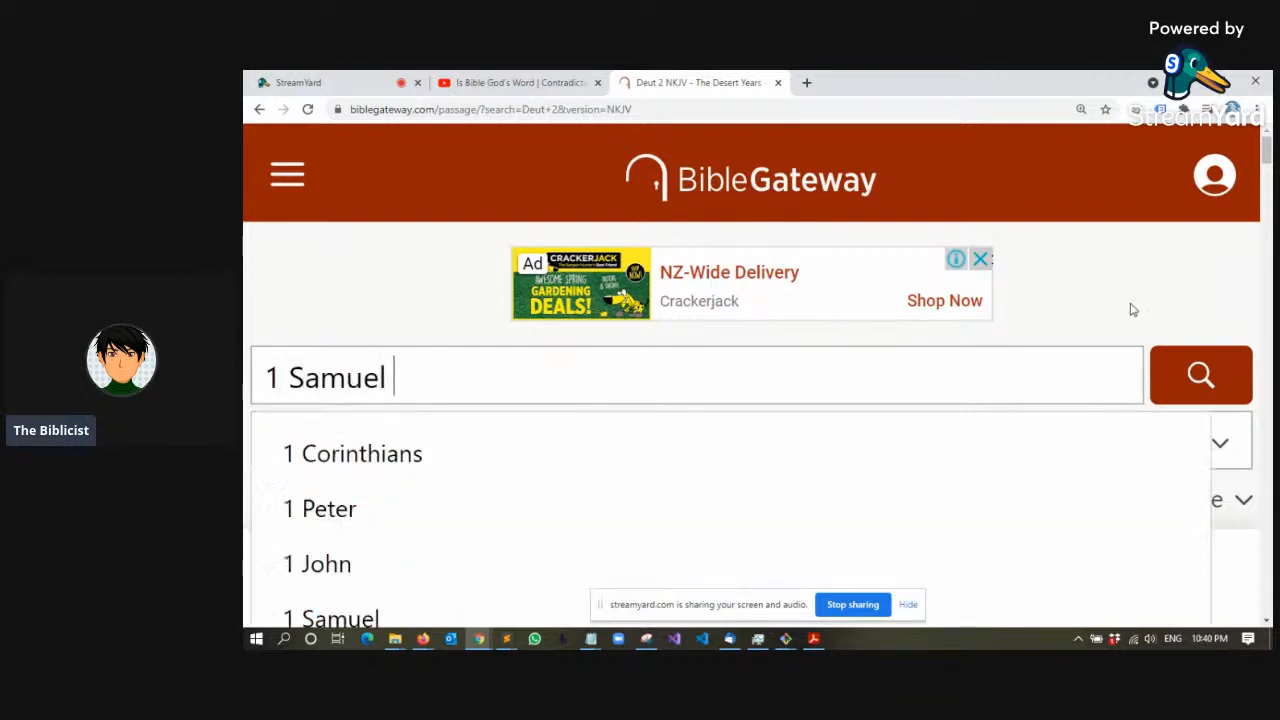 Powered by
StreamYard
StreamYard
Is Bible God's Word | Contradicti
Deut 2 NKJV - The Desert Years
biblegateway.com/passage/?search=Deut+2&version=NKJV
BibleGateway
Ad
CRACKERJACK
AWESOME SPRING
GARDENING
DEALS!
NZ-Wide Delivery
Crackerjack
Shop Now
1 Samuel
1 Corinthians
1 Peter
1 John
1 Samuel
e
The Biblicist
streamyard.com is sharing your screen and audio.
Stop sharing
Hide
ENG
10:40 PM